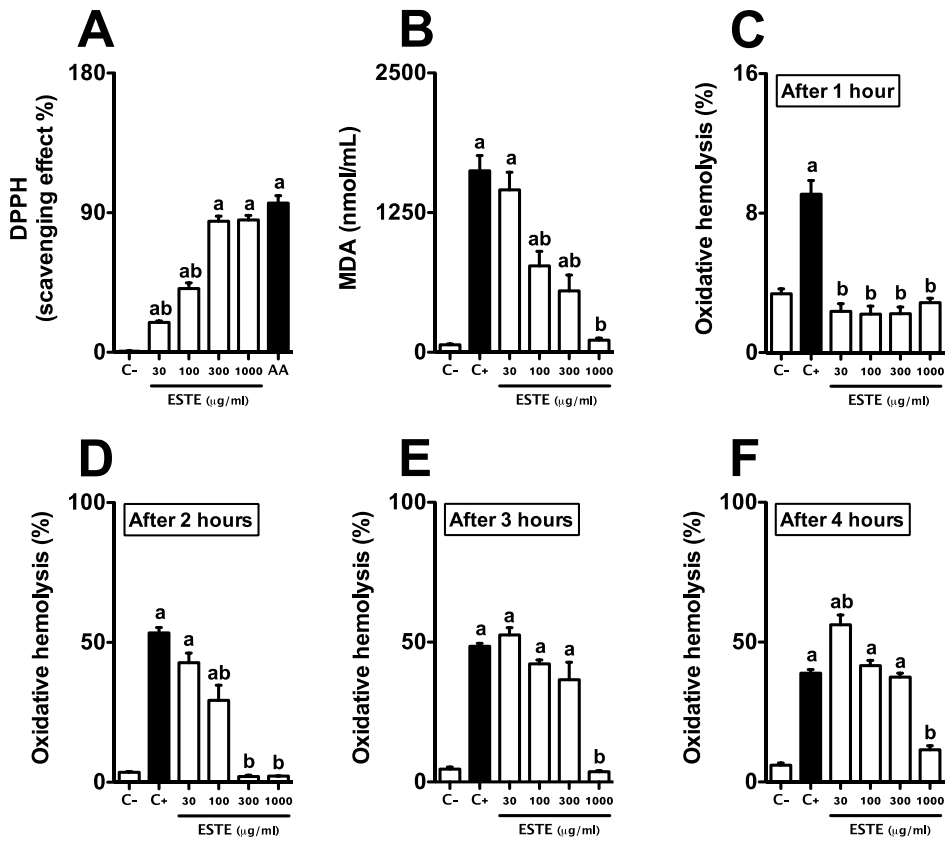 A
DPPH
(scavenging effect %)
180
90
0
ab
ab
a
a
a
C- 30 100 300 1000 AA
ESTE (μg/ml)
B
MDA (nmol/mL)
2500
1250
0
a
a
ab
ab
b
C- C+ 30 100 300 1000
ESTE (μg/ml)
C
Oxidative hemolysis (%)
After 1 hour
16
8
0
a
b b b b
C- C+ 30 100 300 1000
ESTE (μg/ml)
D
Oxidative hemolysis (%)
After 2 hours
100
50
0
a
a
ab
b b
C- C+ 30 100 300 1000
ESTE (μg/ml)
E
Oxidative hemolysis (%)
After 3 hours
100
50
0
a
a
a
a
b
C- C+ 30 100 300 1000
ESTE (μg/ml)
F
Oxidative hemolysis (%)
After 4 hours
100
50
0
a
ab
a
a
b
C- C+ 30 100 300 1000
ESTE (μg/ml)